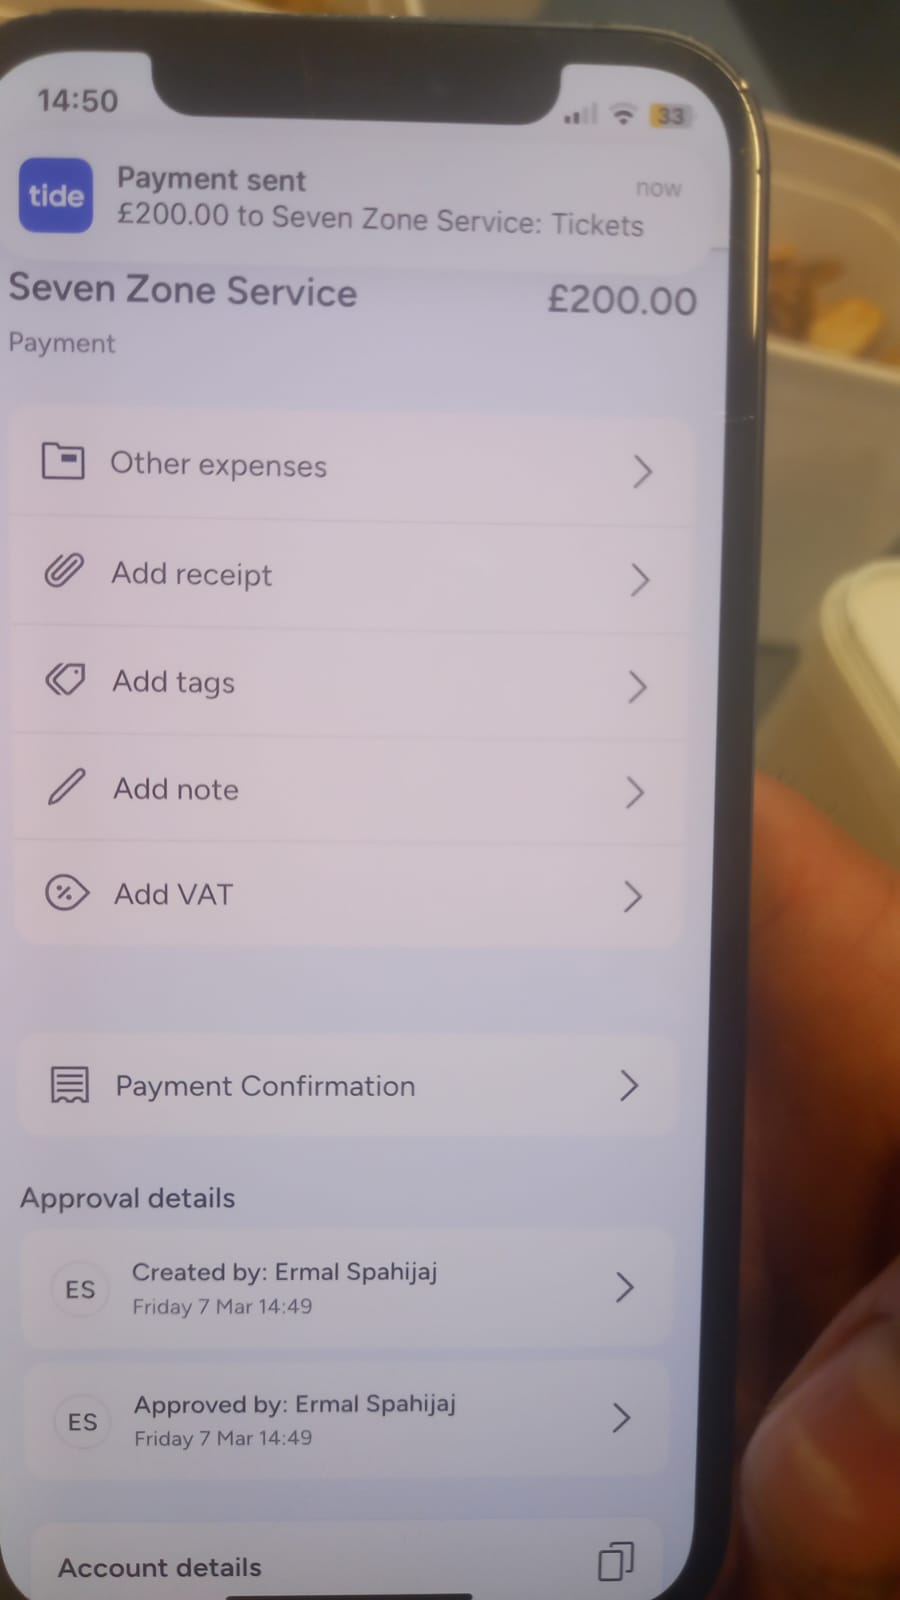 14:50
33
tide
Payment sent
now
£200.00 to Seven Zone Service: Tickets
Seven Zone Service
£200.00
Payment
Other expenses
Add receipt
Add tags
Add note
Add VAT
Payment Confirmation
Approval details
ES
Created by: Ermal Spahijaj
Friday 7 Mar 14:49
ES
Approved by: Ermal Spahijaj
Friday 7 Mar 14:49
Account details